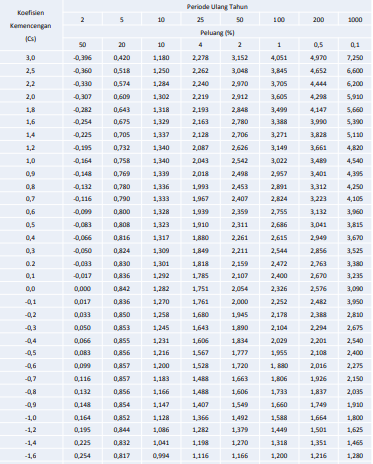 Koefisien Kemencengan (Cs) Periode Ulang Tahun
2 5 10 25 50 100 200 1000
Peluang (%)
50 20 10 4 2 1 0,5 0,1
3,0 -0,396 0,420 1,180 2,278 3,152 4,051 4,970 7,250
2,5 -0,360 0,518 1,250 2,262 3,048 3,845 4,652 6,600
2,2 -0,330 0,574 1,284 2,240 2,970 3,705 4,444 6,200
2,0 -0,307 0,609 1,302 2,219 2,912 3,605 4,298 5,910
1,8 -0,282 0,643 1,318 2,193 2,848 3,499 4,147 5,660
1,6 -0,254 0,675 1,329 2,163 2,780 3,388 3,990 5,390
1,4 -0,225 0,705 1,337 2,128 2,706 3,271 3,828 5,110
1,2 -0,195 0,732 1,340 2,087 2,626 3,149 3,661 4,820
1,0 -0,164 0,758 1,340 2,043 2,542 3,022 3,489 4,540
0,9 -0,148 0,769 1,339 2,018 2,498 2,957 3,401 4,395
0,8 -0,132 0,780 1,336 1,993 2,453 2,891 3,312 4,250
0,7 -0,116 0,790 1,333 1,967 2,407 2,824 3,223 4,105
0,6 -0,099 0,800 1,328 1,939 2,359 2,755 3,132 3,960
0,5 -0,083 0,808 1,323 1,910 2,311 2,686 3,041 3,815
0,4 -0,066 0,816 1,317 1,880 2,261 2,615 2,949 3,670
0,3 -0,050 0,824 1,309 1,849 2,211 2,544 2,856 3,525
0.2 -0,033 0,830 1,301 1,818 2,159 2,472 2,763 3,380
0,1 -0,017 0,836 1,292 1,785 2,107 2,400 2,670 3,235
0,0 0,000 0,842 1,282 1,751 2,054 2,326 2,576 3,090
-0,1 0,017 0,836 1,270 1,761 2,000 2,252 2,482 3,950
-0,2 0,033 0,850 1,258 1,680 1,945 2,178 2,388 2,810
-0,3 0,050 0,853 1,245 1,643 1,890 2,104 2,294 2,675
-0,4 0,066 0,855 1,231 1,606 1,834 2,029 2,201 2,540
-0,5 0,083 0,856 1,216 1,567 1,777 1,955 2,108 2,400
-0,6 0,099 0,857 1,200 1,528 1,720 1, 880 2,016 2,275
-0,7 0,116 0,857 1,183 1,488 1,663 1,806 1,926 2,150
-0,8 0,132 0,856 1,166 1,488 1,606 1,733 1,837 2,035
-0,9 0,148 0,854 1,147 1,407 1,549 1,660 1,749 1,910
-1,0 0,164 0,852 1,128 1,366 1,492 1,588 1,664 1,800
-1,2 0,195 0,844 1,086 1,282 1,379 1,449 1,501 1,625
-1,4 0,225 0,832 1,041 1,198 1,270 1,318 1,351 1,465
-1,6 0,254 0,817 0,994 1,116 1,166 1,200 1,216 1,280